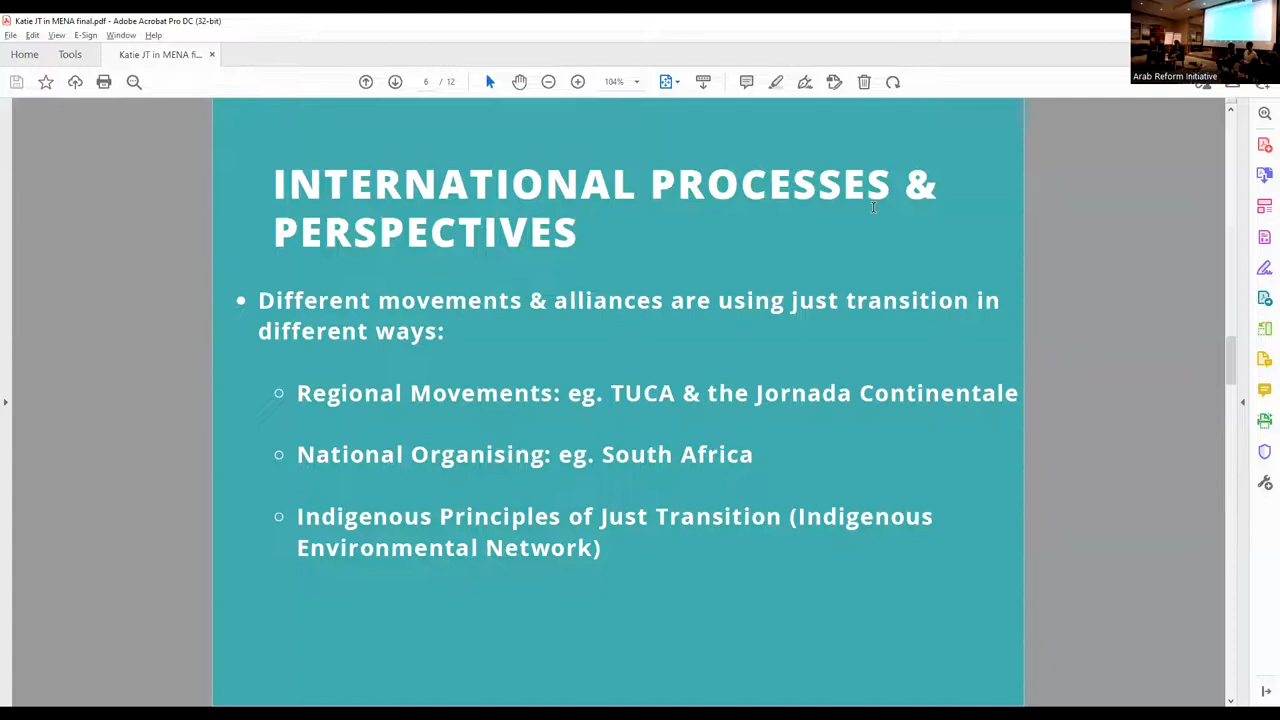 Katie JT in MENA final.pdf - Adobe Acrobat Pro DC (32-bit)
File Edit View E-Sign Window Help
Home Tools Katie JT in MENA fi... ×
6 / 12 104%
Arab Reform Initiative
INTERNATIONAL PROCESSES &
PERSPECTIVES
• Different movements & alliances are using just transition in
different ways:
○ Regional Movements: eg. TUCA & the Jornada Continentale
○ National Organising: eg. South Africa
○ Indigenous Principles of Just Transition (Indigenous
Environmental Network)